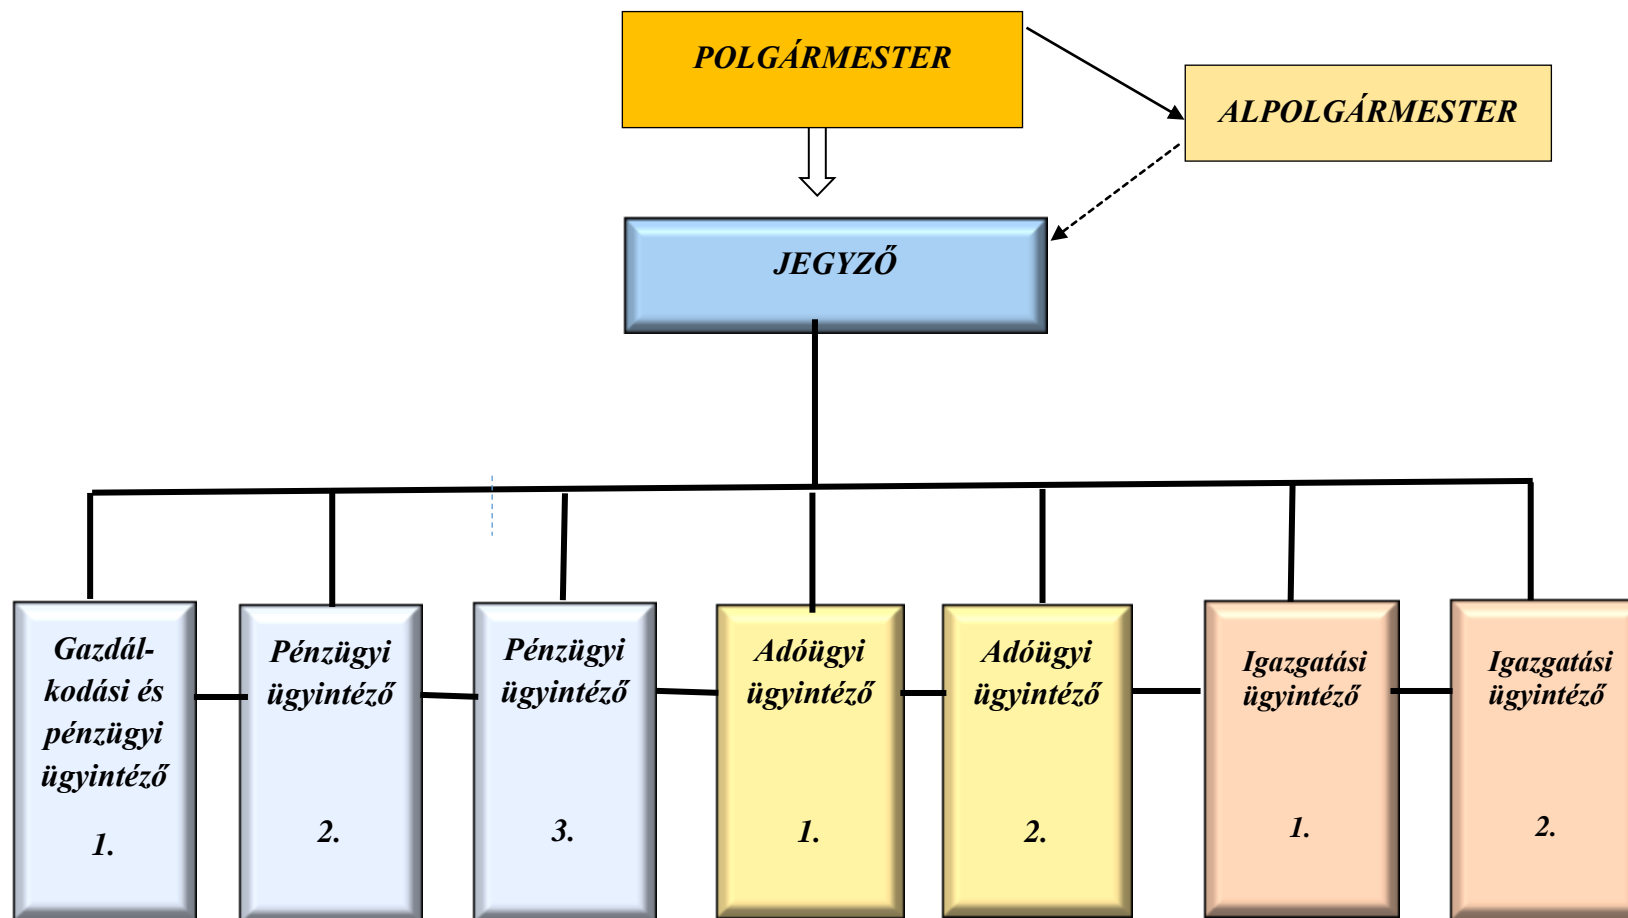 POLGÁRMESTER
ALPOLGÁRMESTER
JEGYZŐ
Gazdál-
kodási és
pénzügyi
ügyintéző
1.
Pénzügyi
ügyintéző
2.
Pénzügyi
ügyintéző
3.
Adóügyi
ügyintéző
1.
Adóügyi
ügyintéző
2.
Igazgatási
ügyintéző
1.
Igazgatási
ügyintéző
2.